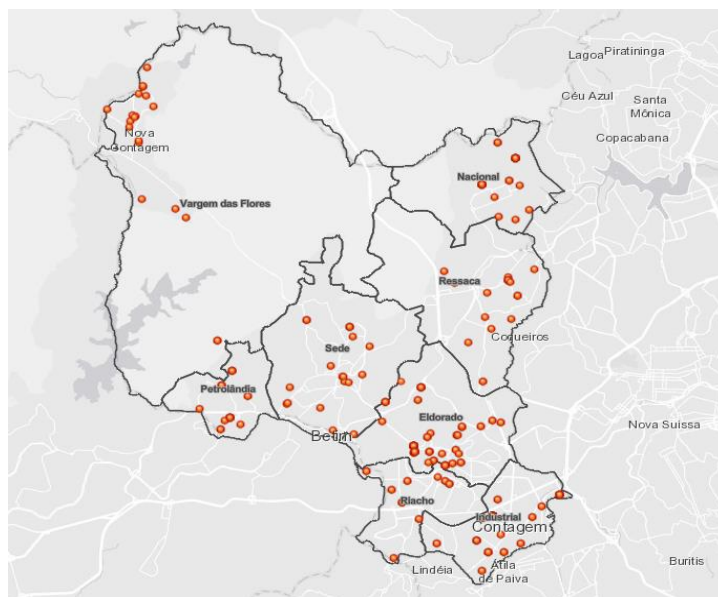 Lagoa
Piratininga
Céu Azul
Santa
Mônica
Copacabana
Nova
Contagem
Nacional
Vargem das Flores
Ressaca
Coqueiros
Sede
Petrolândia
Eldorado
Nova Suissa
Betim
Riacho
Industrial
Contagem
Lindéia
Átila
de Paiva
Buritis